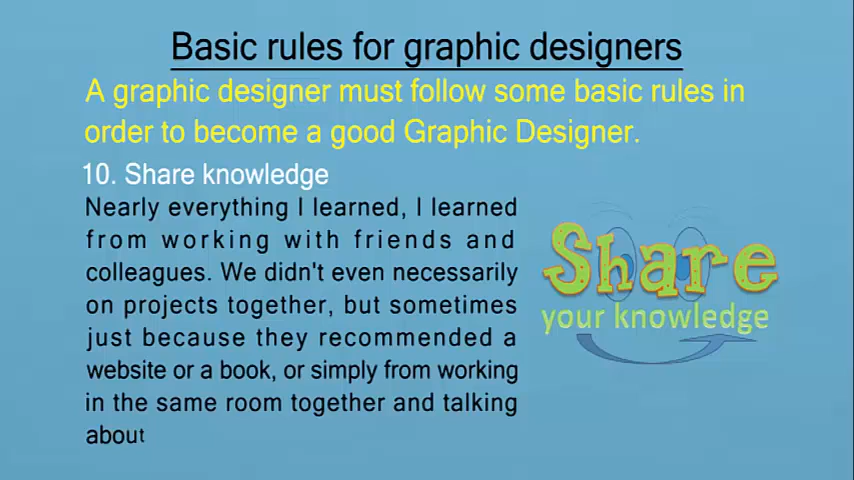 Basic rules for graphic designers
A graphic designer must follow some basic rules in
order to become a good Graphic Designer.
10. Share knowledge
Nearly everything I learned, I learned
from working with friends and
colleagues. We didn't even necessarily
on projects together, but sometimes
just because they recommended a
website or a book, or simply from working
in the same room together and talking
about
Share
your knowledge